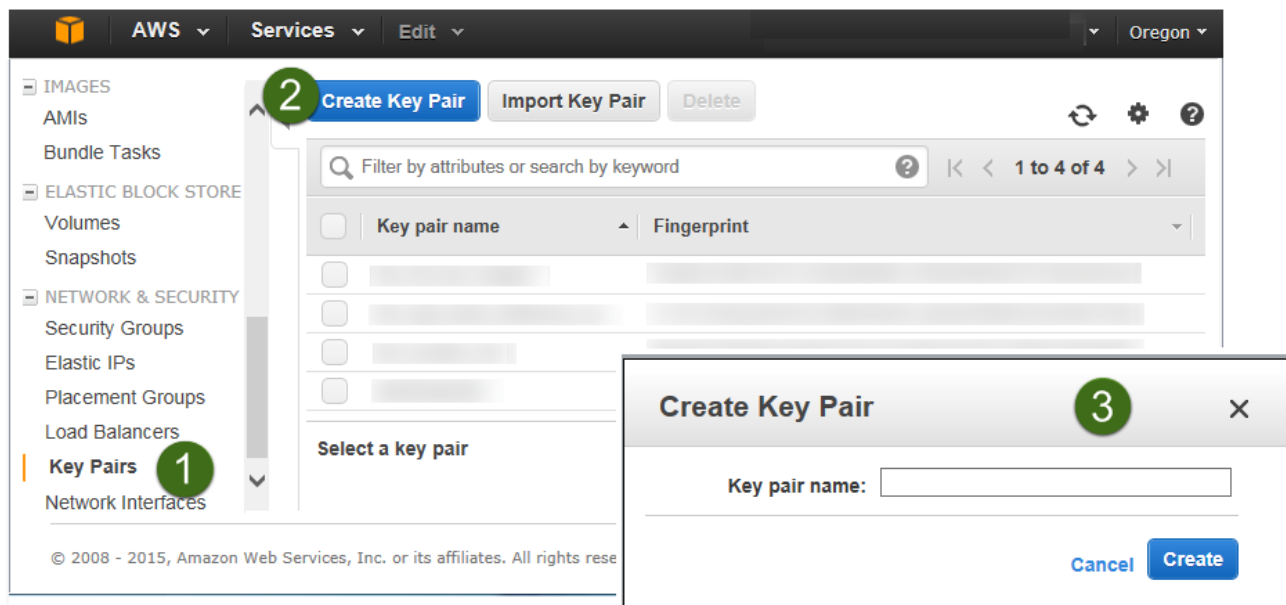 AWS Services Edit Oregon
IMAGES
AMIs
Bundle Tasks
ELASTIC BLOCK STORE
Volumes
Snapshots
NETWORK & SECURITY
Security Groups
Elastic IPs
Placement Groups
Load Balancers
Key Pairs 1
Network Interfaces
2 Create Key Pair Import Key Pair Delete
Filter by attributes or search by keyword ? 1 to 4 of 4
Key pair name Fingerprint
Select a key pair
© 2008 - 2015, Amazon Web Services, Inc. or its affiliates. All rights rese
Create Key Pair 3
Key pair name:
Cancel Create